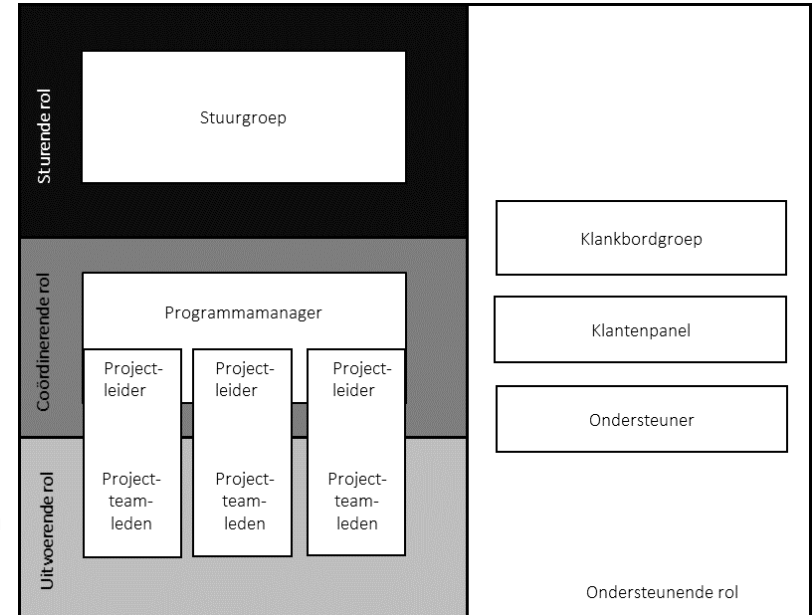 Sturende rol
Stuurgroep
Coördinerende rol
Programmamanager
Project-
leider
Project-
leider
Project-
leider
Uitvoerende rol
Project-
team-
leden
Project-
team-
leden
Project-
team-
leden
Klankbordgroep
Klantenpanel
Ondersteuner
Ondersteunende rol